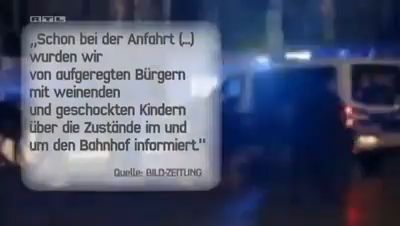 RTL
„Schon bei der Anfahrt (...)
wurden wir
von aufgeregten Bürgern
mit weinenden
und geschockten Kindern
über die Zustände im und
um den Bahnhof informiert."
Quelle: BILD-ZEITUNG